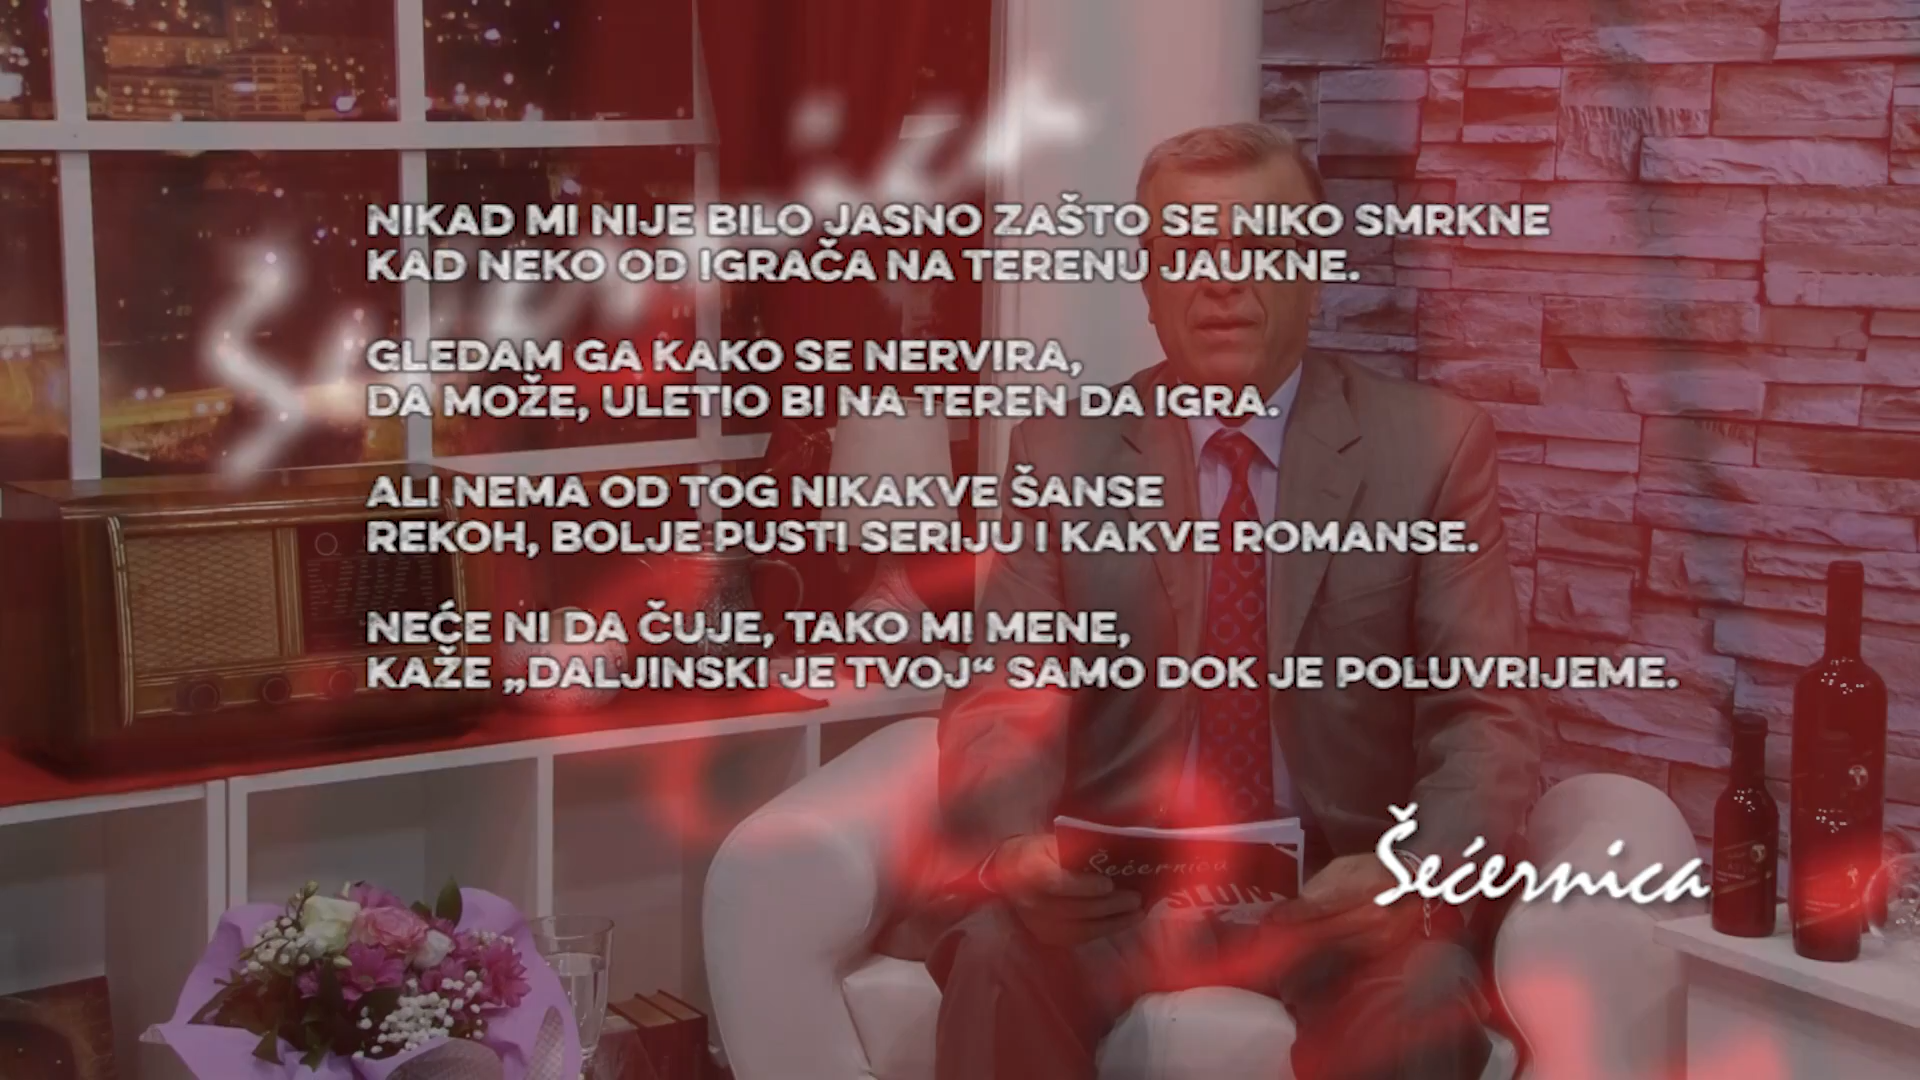 NIKAD MI NIJE BILO JASNO ZAŠTO SE NIKO SMRKNE
KAD NEKO OD IGRAČA NA TERENU JAUKNE.
GLEDAM GA KAKO SE NERVIRA,
DA MOŽE, ULETIO BI NA TEREN DA IGRA.
ALI NEMA OD TOG NIKAKVE ŠANSE
REKOH, BOLJE PUSTI SERIJU I KAKVE ROMANSE.
NEĆE NI DA ČUJE, TAKO MI MENE,
KAŽE „DALJINSKI JE TVOJ“ SAMO DOK JE POLUVRIJEME.
Šećernica
Šećernica